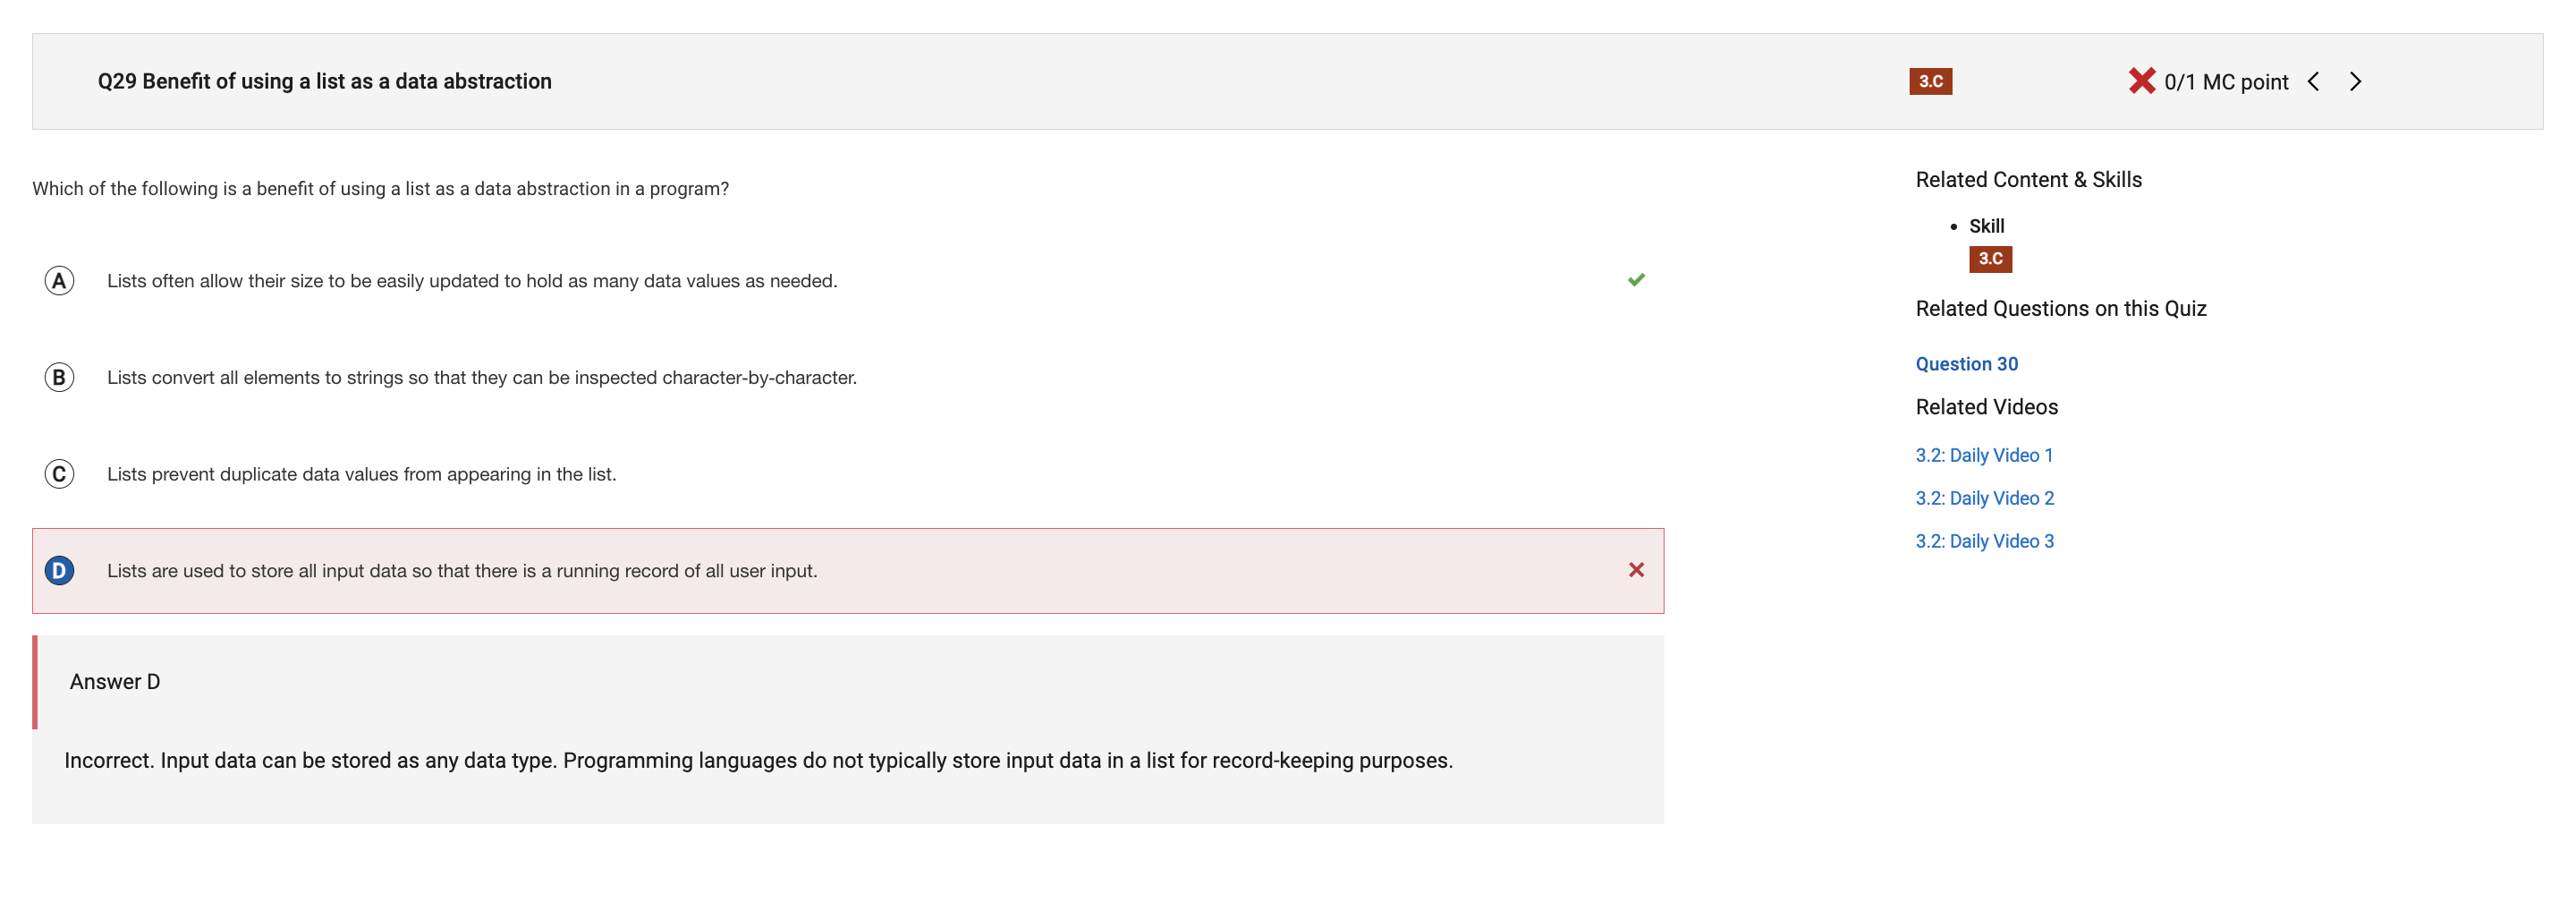 Q29 Benefit of using a list as a data abstraction
3.C
0/1 MC point
Which of the following is a benefit of using a list as a data abstraction in a program?
A Lists often allow their size to be easily updated to hold as many data values as needed.
B Lists convert all elements to strings so that they can be inspected character-by-character.
C Lists prevent duplicate data values from appearing in the list.
D Lists are used to store all input data so that there is a running record of all user input.
Answer D
Incorrect. Input data can be stored as any data type. Programming languages do not typically store input data in a list for record-keeping purposes.
Related Content & Skills
Skill
3.C
Related Questions on this Quiz
Question 30
Related Videos
3.2: Daily Video 1
3.2: Daily Video 2
3.2: Daily Video 3